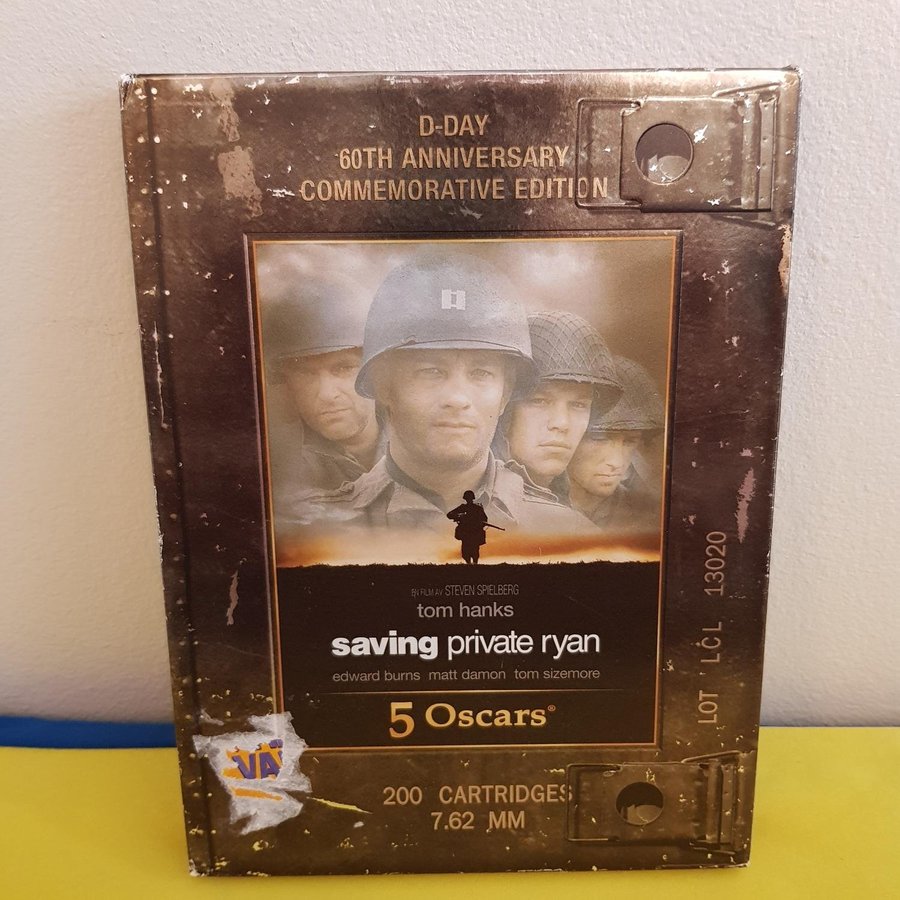 D-DAY
60TH ANNIVERSARY
COMMEMORATIVE EDITION
EN FILM AV STEVEN SPIELBERG
tom hanks
saving private ryan
edward burns matt damon tom sizemore
5 Oscars®
LOT LCL 13020
VA
200 CARTRIDGES
7.62 MM